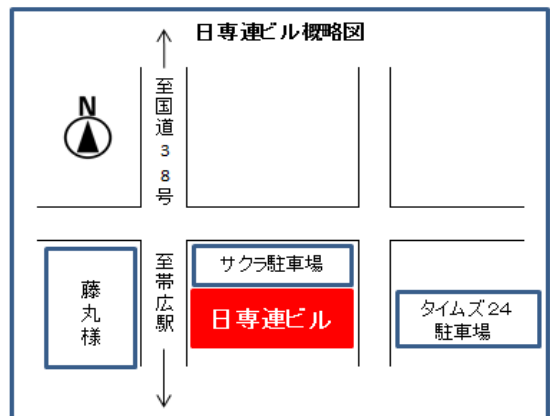 日専連ビル概略図
N
至国道38号
サクラ駐車場
至帯広駅
藤丸様
日専連ビル
タイムズ24
駐車場